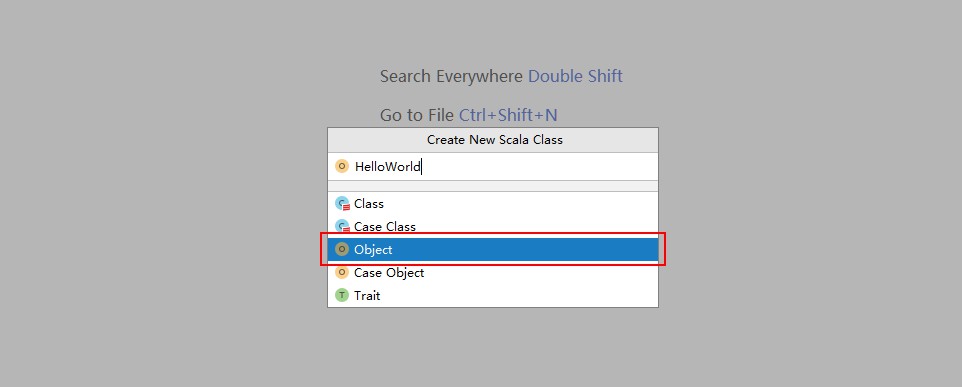 Search Everywhere Double Shift
Go to File Ctrl+Shift+N
Create New Scala Class
O HelloWorld
C Class
C Case Class
O Object
O Case Object
T Trait